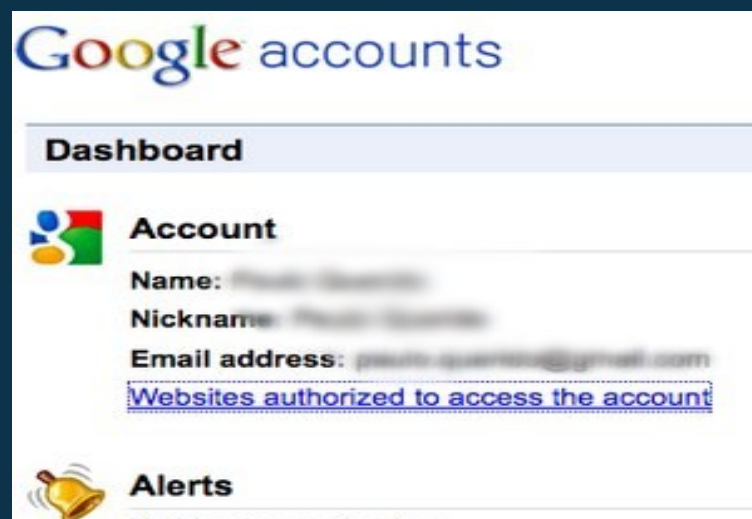 Google accounts
Dashboard
Account
Name:
Nickname
Email address:
Websites authorized to access the account
Alerts